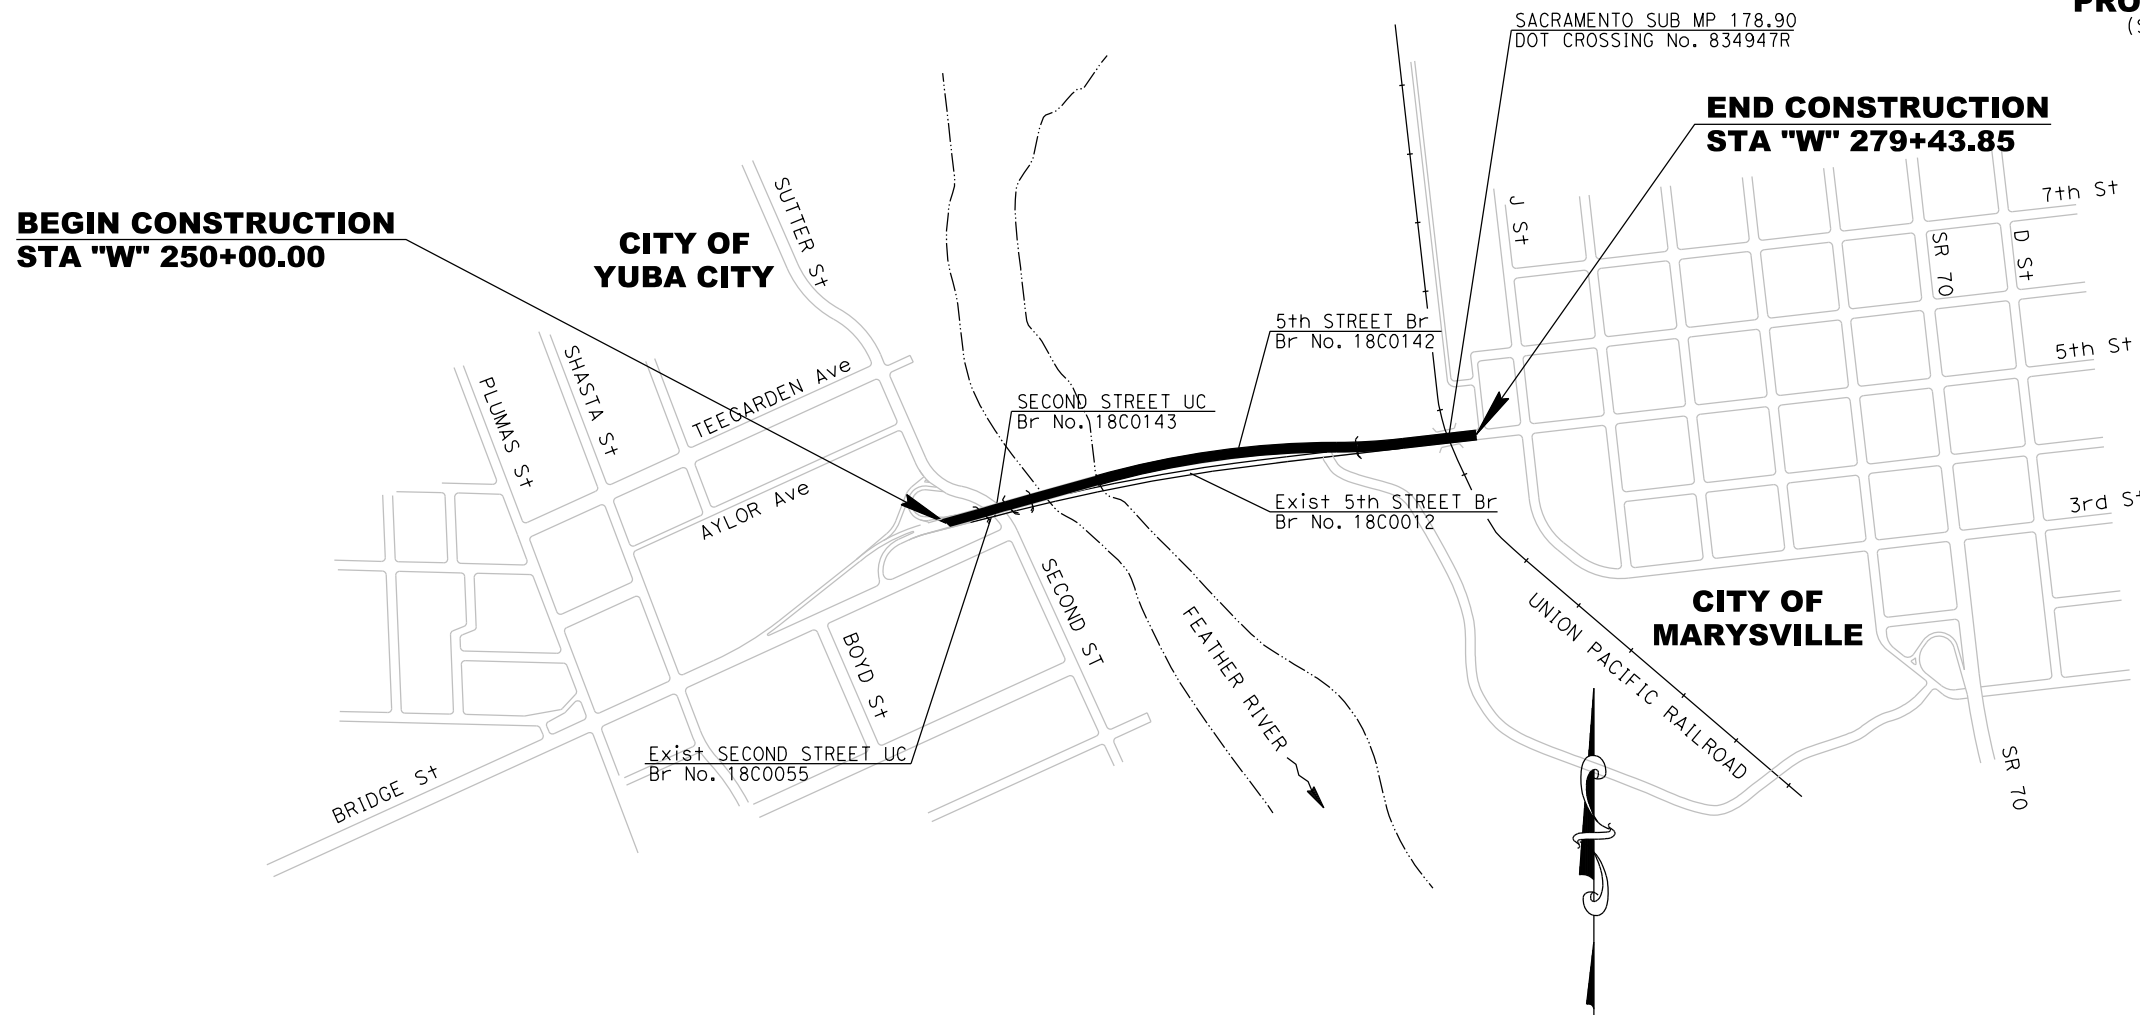 PRO
(S
SACRAMENTO SUB MP 178.90
DOT CROSSING No. 834947R
END CONSTRUCTION
STA "W" 279+43.85
BEGIN CONSTRUCTION
STA "W" 250+00.00
CITY OF
YUBA CITY
SUTTER St
J St
7th St
SR 70
D St
5th STREET Br
Br No. 18C0142
5th St
SHASTA St
PLUMAS St
TEEGARDEN Ave
SECOND STREET UC
Br No. 18C0143
AYLOR Ave
Exist 5th STREET Br
Br No. 18C0012
3rd St
SECOND ST
CITY OF
MARYSVILLE
UNION PACIFIC RAILROAD
FEATHER RIVER
BOYD St
Exist SECOND STREET UC
Br No. 18C0055
BRIDGE St
SR 70